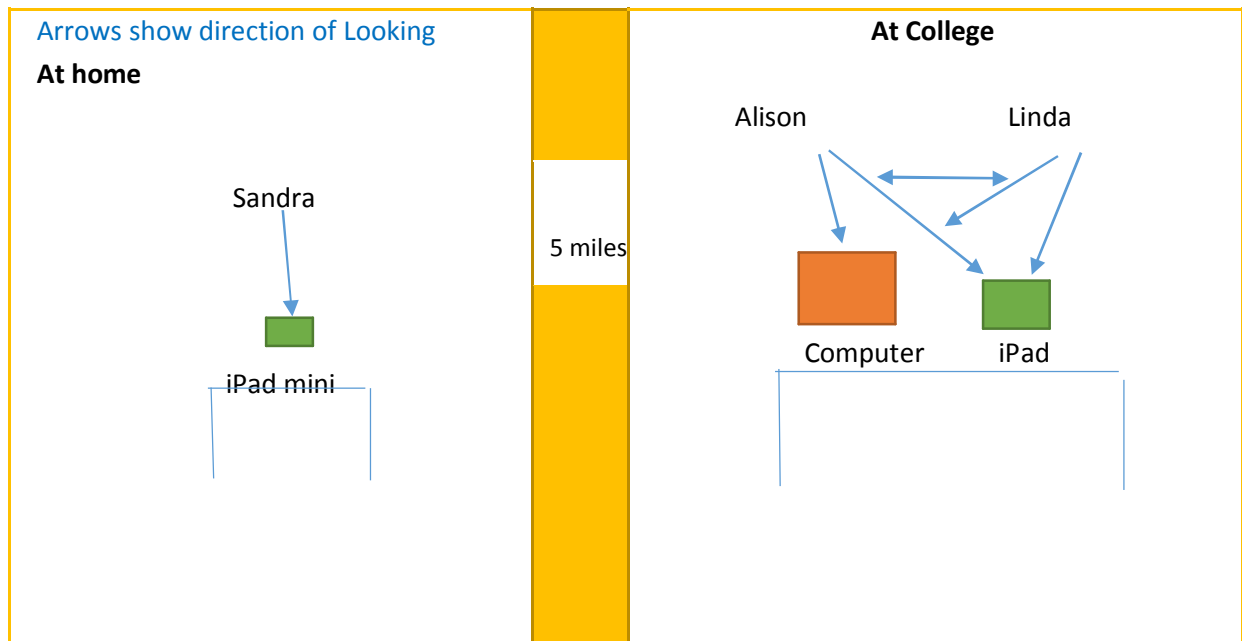 Arrows show direction of Looking
At home
Sandra
iPad mini
5 miles
At College
Alison
Linda
Computer
iPad